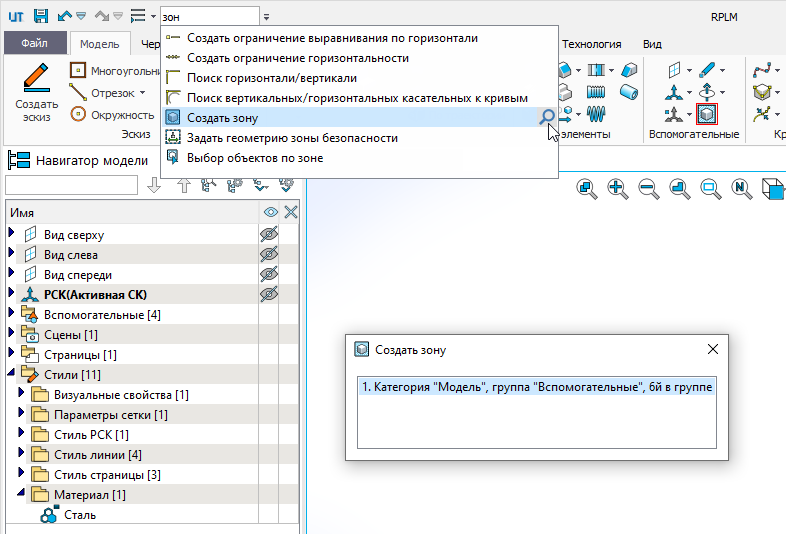 UT
зон
RPLM
Файл
Модель
Чер
Технология
Вид
Создать ограничение выравнивания по горизонтали
Создать ограничение горизонтальности
Поиск горизонтали/вертикали
Поиск вертикальных/горизонтальных касательных к кривым
Создать зону
Задать геометрию зоны безопасности
Выбор объектов по зоне
Создать
эскиз
Многоугольни
Отрезок
Окружность
Эскиз
элементы
Вспомогательные
Кр
Навигатор модели
Имя
Вид сверху
Вид слева
Вид спереди
РСК(Активная СК)
Вспомогательные [4]
Сцены [1]
Страницы [1]
Стили [11]
Визуальные свойства [1]
Параметры сетки [1]
Стиль РСК [1]
Стиль линии [4]
Стиль страницы [3]
Материал [1]
Сталь
N
Создать зону
1. Категория "Модель", группа "Вспомогательные", 6й в группе